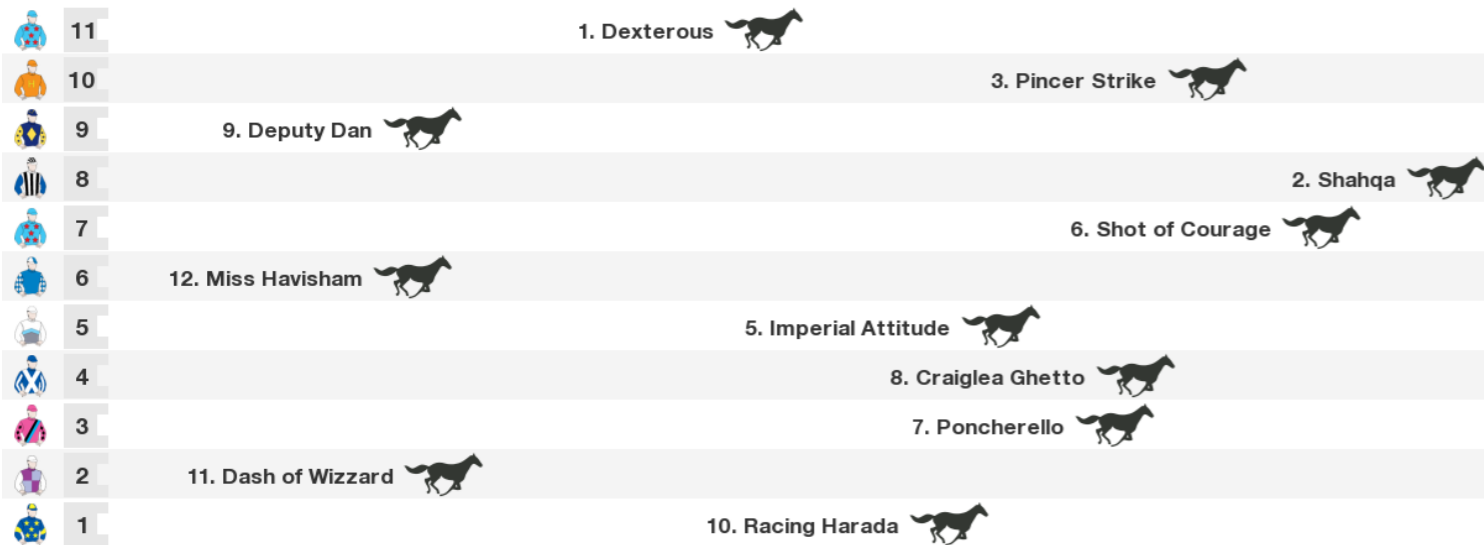 11 1. Dexterous
10 3. Pincer Strike
9 9. Deputy Dan
8 2. Shahqa
7 6. Shot of Courage
6 12. Miss Havisham
5 5. Imperial Attitude
4 8. Craiglea Ghetto
3 7. Poncherello
2 11. Dash of Wizzard
1 10. Racing Harada